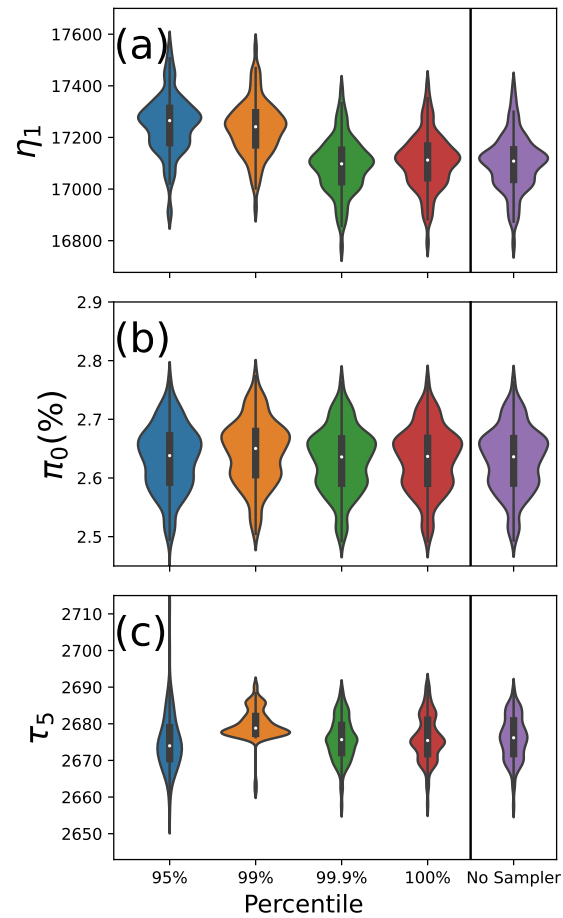 (a)
η₁
17600
17400
17200
17000
16800
(b)
π₀(%)
2.9
2.8
2.7
2.6
2.5
(c)
τ₅
2710
2700
2690
2680
2670
2660
2650
95% 99% 99.9% 100% No Sampler
Percentile